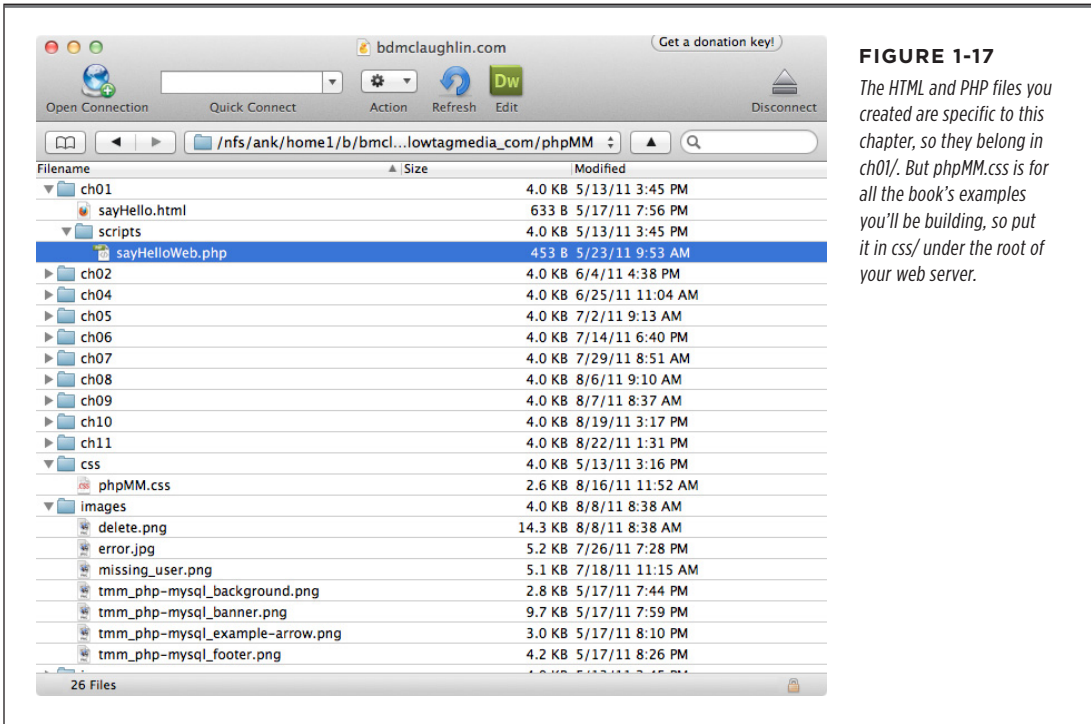 bdmclaughlin.com
Get a donation key!
Open Connection
Quick Connect
Action
Refresh
Dw
Edit
Disconnect
/nfs/ank/home1/b/bmcl...lowtagmedia_com/phpMM
Filename Size Modified
ch01 4.0 KB 5/13/11 3:45 PM
sayHello.html 633 B 5/17/11 7:56 PM
scripts 4.0 KB 5/13/11 3:45 PM
sayHelloWeb.php 453 B 5/23/11 9:53 AM
ch02 4.0 KB 6/4/11 4:38 PM
ch04 4.0 KB 6/25/11 11:04 AM
ch05 4.0 KB 7/2/11 9:13 AM
ch06 4.0 KB 7/14/11 6:40 PM
ch07 4.0 KB 7/29/11 8:51 AM
ch08 4.0 KB 8/6/11 9:10 AM
ch09 4.0 KB 8/7/11 8:37 AM
ch10 4.0 KB 8/19/11 3:17 PM
ch11 4.0 KB 8/22/11 1:31 PM
css 4.0 KB 5/13/11 3:16 PM
phpMM.css 2.6 KB 8/16/11 11:52 AM
images 4.0 KB 8/8/11 8:38 AM
delete.png 14.3 KB 8/8/11 8:38 AM
error.jpg 5.2 KB 7/26/11 7:28 PM
missing_user.png 5.1 KB 7/18/11 11:15 AM
tmm_php-mysql_background.png 2.8 KB 5/17/11 7:44 PM
tmm_php-mysql_banner.png 9.7 KB 5/17/11 7:59 PM
tmm_php-mysql_example-arrow.png 3.0 KB 5/17/11 8:10 PM
tmm_php-mysql_footer.png 4.2 KB 5/17/11 8:26 PM
26 Files
FIGURE 1-17
The HTML and PHP files you
created are specific to this
chapter, so they belong in
ch01/. But phpMM.css is for
all the book's examples
you'll be building, so put
it in css/ under the root of
your web server.